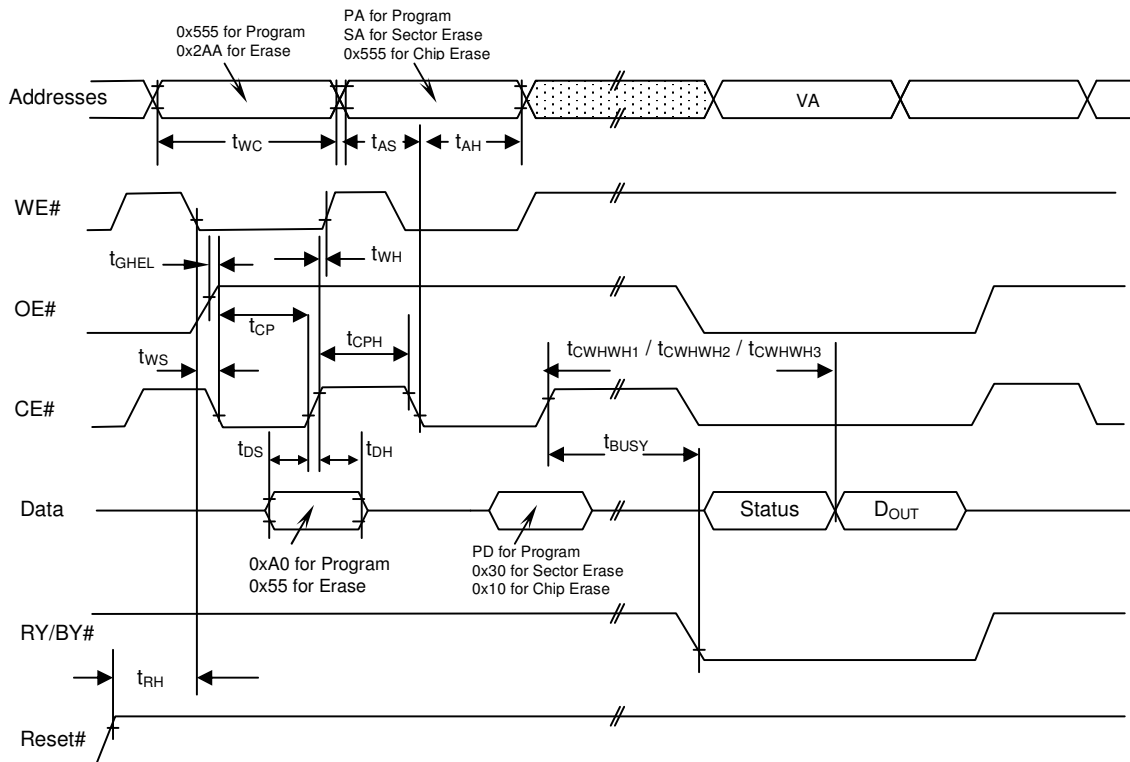 0x555 for Program
0x2AA for Erase
PA for Program
SA for Sector Erase
0x555 for Chip Erase
Addresses
VA
tWC
tAS
tAH
WE#
tGHEL
tWH
OE#
tCP
tCPH
tWS
tCWHWH1 / tCWHWH2 / tCWHWH3
CE#
tDS
tDH
tBUSY
Data
Status
DOUT
0xA0 for Program
0x55 for Erase
PD for Program
0x30 for Sector Erase
0x10 for Chip Erase
RY/BY#
tRH
Reset#